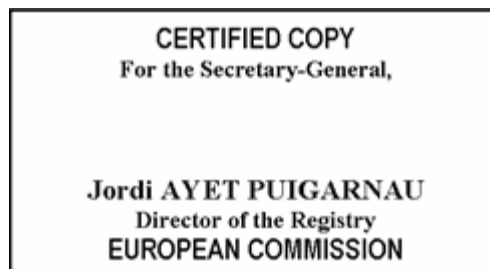 CERTIFIED COPY
For the Secretary-General,
Jordi AYET PUIGARNAU
Director of the Registry
EUROPEAN COMMISSION